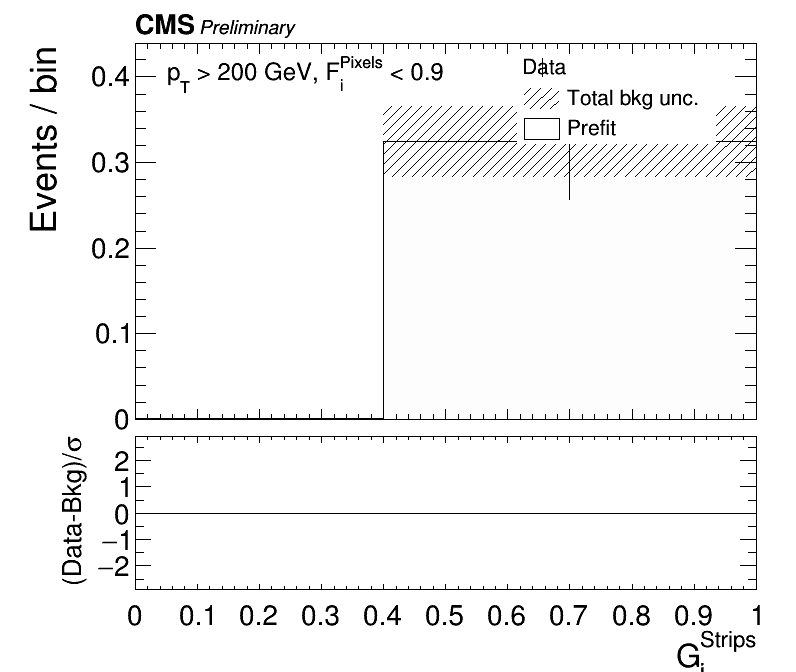 CMS Preliminary
p_T > 200 GeV, F_i^Pixels < 0.9
Data
Total bkg unc.
Prefit
Events / bin
0.4
0.3
0.2
0.1
0
(Data-Bkg)/σ
2
1
0
−1
−2
0 0.1 0.2 0.3 0.4 0.5 0.6 0.7 0.8 0.9 1
G_i^Strips